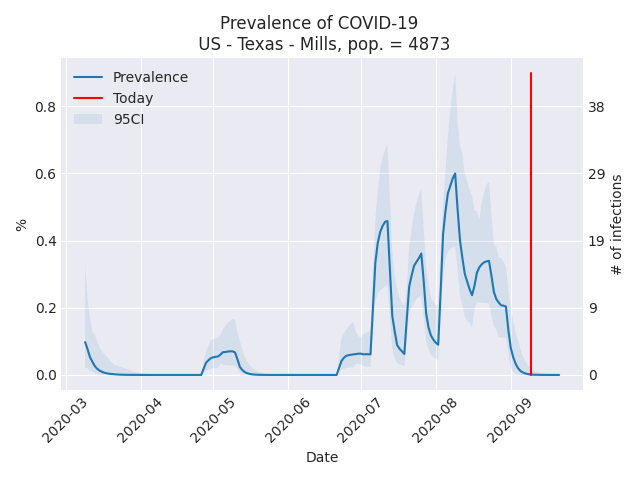 Prevalence of COVID-19
US - Texas - Mills, pop. = 4873
Prevalence
Today
95CI
0.8
0.6
0.4
0.2
0.0
%
38
29
19
9
0
# of infections
2020-03
2020-04
2020-05
2020-06
2020-07
2020-08
2020-09
Date